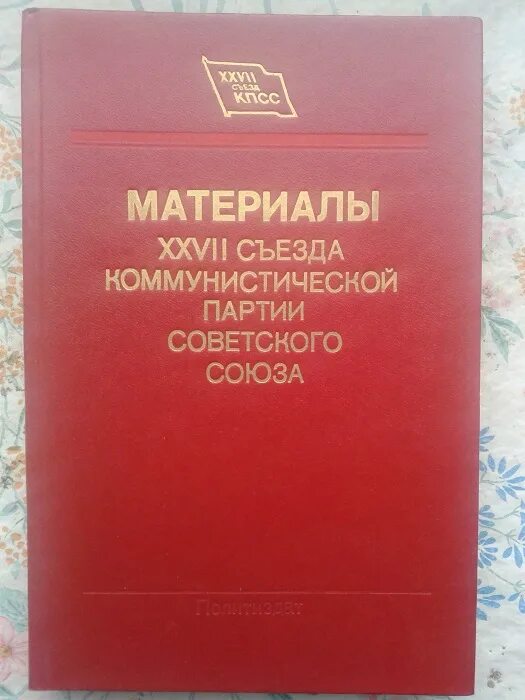 XXVII
СЪЕЗД
КПСС
МАТЕРИАЛЫ
XXVII СЪЕЗДА
КОММУНИСТИЧЕСКОЙ
ПАРТИИ
СОВЕТСКОГО
СОЮЗА
Политиздат